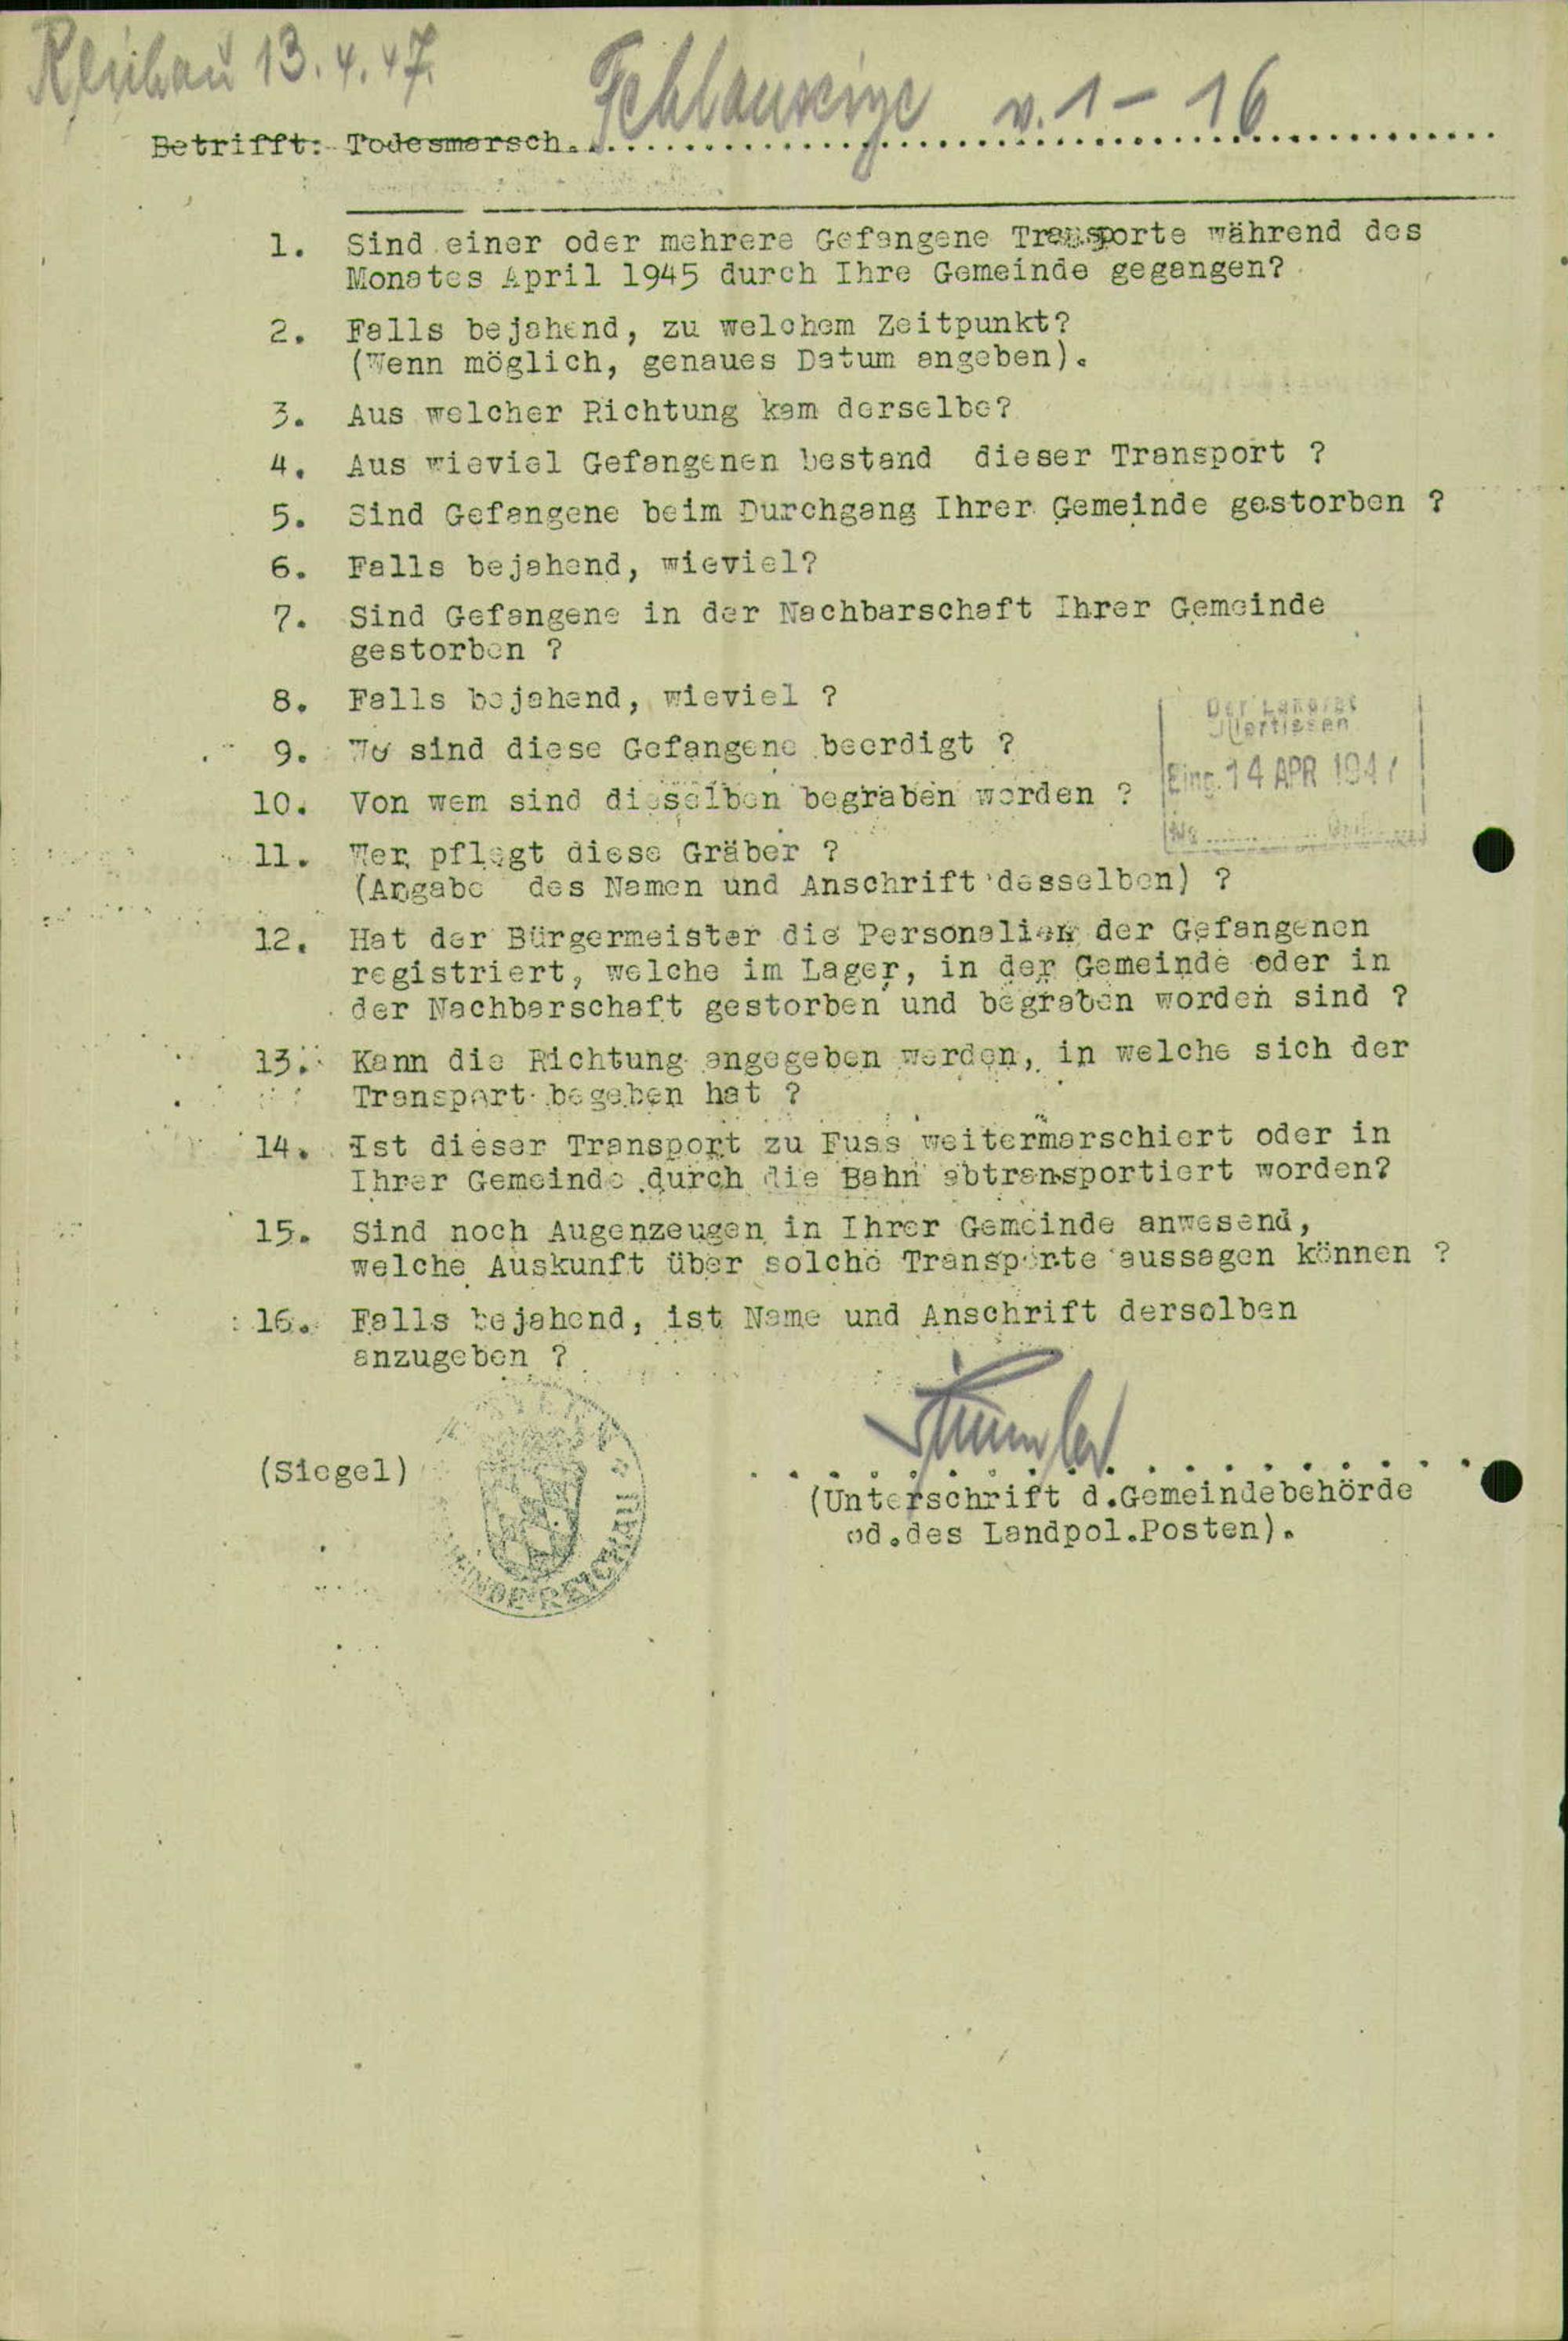 Reichau 13.4.47.
Fehlanzeige v. 1 - 16
Betrifft: Todesmarsch
1. Sind einer oder mehrere Gefangene Transporte während des
Monates April 1945 durch Ihre Gemeinde gegangen?
2. Falls bejahend, zu welchem Zeitpunkt?
(Wenn möglich, genaues Datum angeben).
3. Aus welcher Richtung kam derselbe?
4. Aus wieviel Gefangenen bestand dieser Transport ?
5. Sind Gefangene beim Durchgang Ihrer Gemeinde gestorben ?
6. Falls bejahend, wieviel?
7. Sind Gefangene in der Nachbarschaft Ihrer Gemeinde
gestorben ?
8. Falls bejahend, wieviel ?
Der Landrat
Illertissen
9. Wo sind diese Gefangene beerdigt ?
Eing. 14 APR 1947
10. Von wem sind dieselben begraben worden ?
11. Wer pflegt diese Gräber ?
(Angabe des Namen und Anschrift desselben) ?
12. Hat der Bürgermeister die Personalien der Gefangenen
registriert, welche im Lager, in der Gemeinde oder in
der Nachbarschaft gestorben und begraben worden sind ?
13. Kann die Richtung angegeben werden, in welche sich der
Transport begeben hat ?
14. Ist dieser Transport zu Fuss weitermarschiert oder in
Ihrer Gemeinde durch die Bahn abtransportiert worden?
15. Sind noch Augenzeugen in Ihrer Gemeinde anwesend,
welche Auskunft über solche Transporte aussagen können ?
16. Falls bejahend, ist Name und Anschrift derselben
anzugeben ?
(Siegel)
(Unterschrift d.Gemeindebehörde
od.des Landpol.Posten).